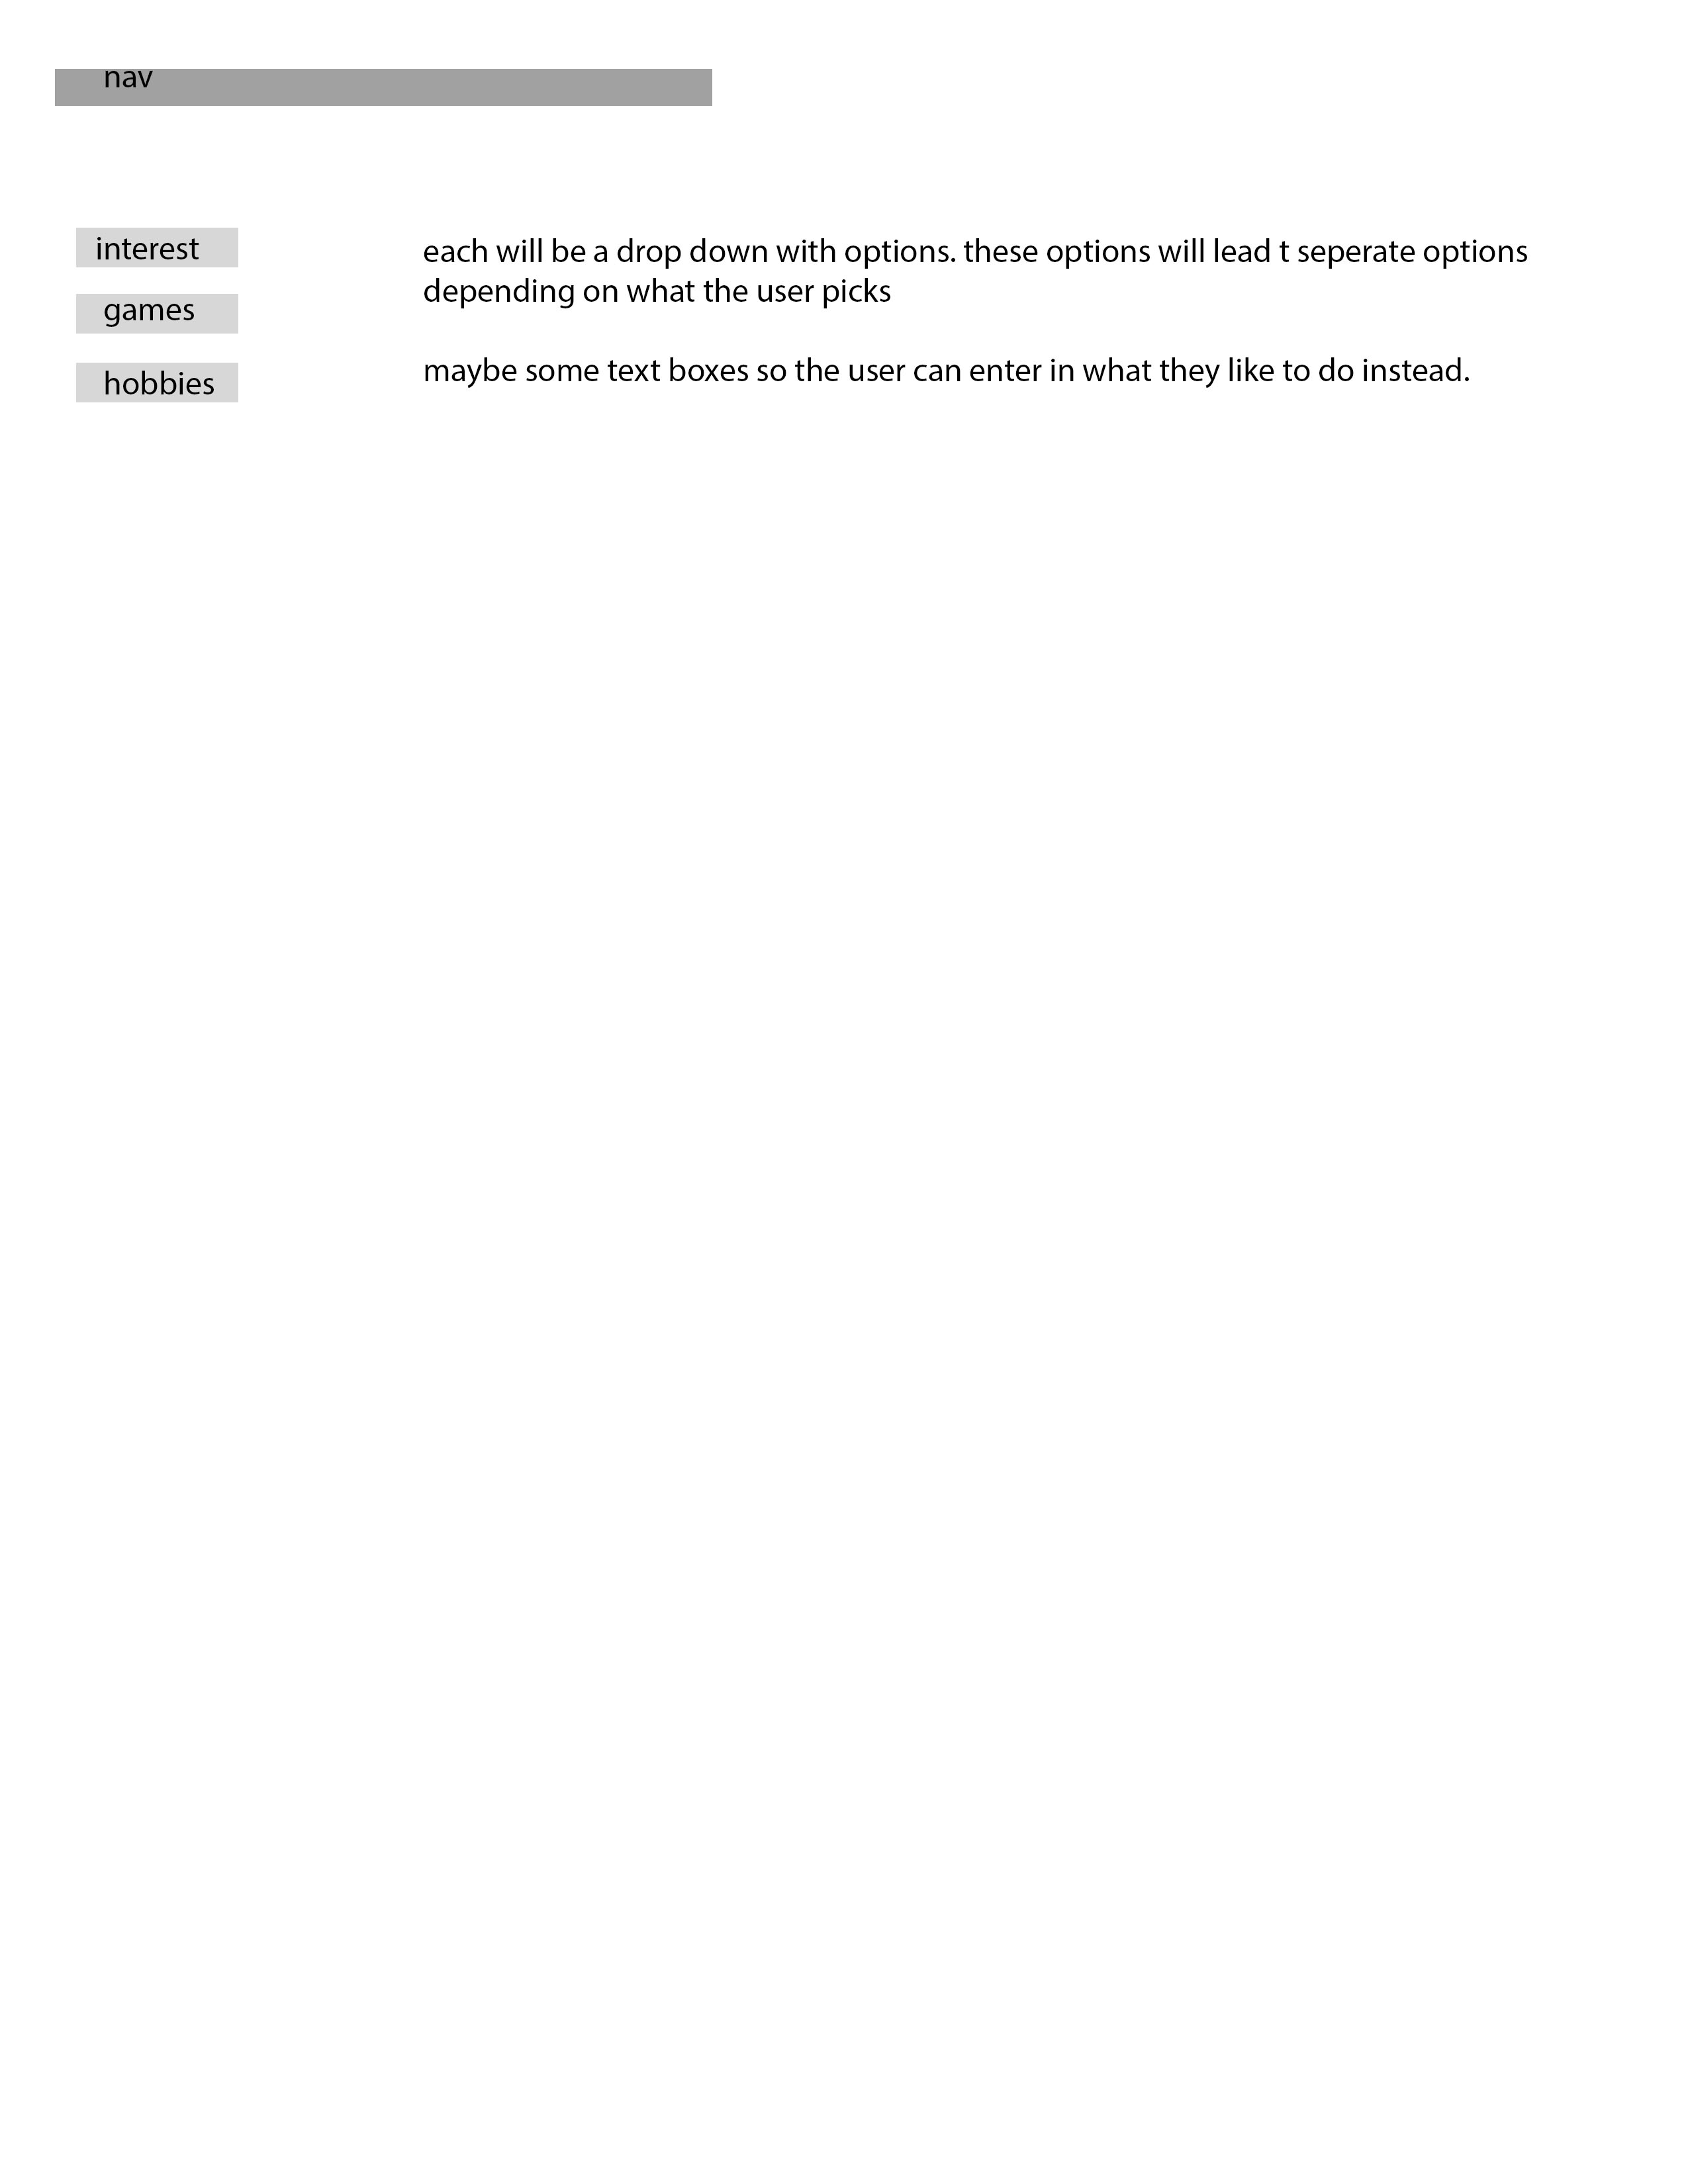 nav
interest
games
hobbies
each will be a drop down with options. these options will lead t seperate options
depending on what the user picks
maybe some text boxes so the user can enter in what they like to do instead.